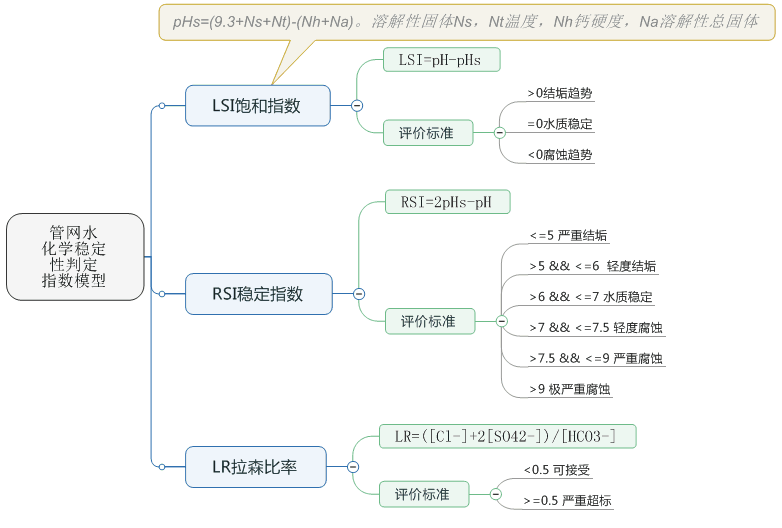 pHs=(9.3+Ns+Nt)-(Nh+Na)。溶解性固体Ns，Nt温度，Nh钙硬度，Na溶解性总固体
LSI饱和指数
LSI=pH-pHs
评价标准
>0结垢趋势
=0水质稳定
<0腐蚀趋势
管网水
化学稳定
性判定
指数模型
RSI稳定指数
RSI=2pHs-pH
评价标准
<=5 严重结垢
>5 && <=6 轻度结垢
>6 && <=7 水质稳定
>7 && <=7.5 轻度腐蚀
>7.5 && <=9 严重腐蚀
>9 极严重腐蚀
LR拉森比率
LR=([Cl-]+2[SO42-])/[HCO3-]
评价标准
<0.5 可接受
>=0.5 严重超标